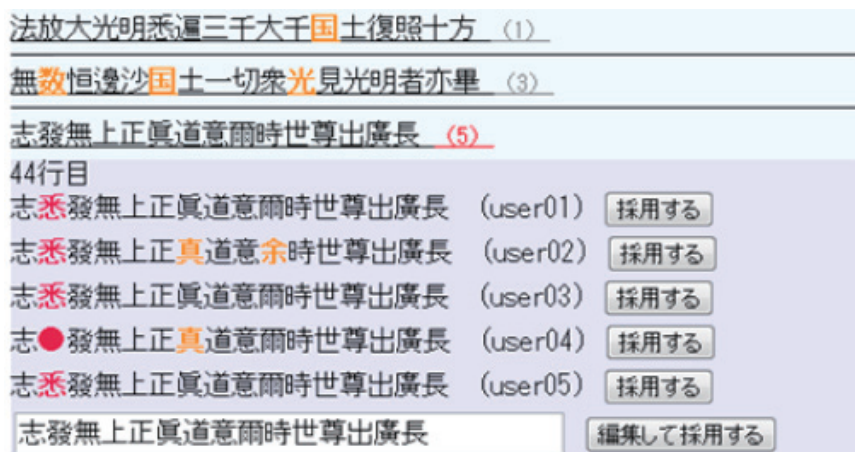 法放大光明悉遍三千大千国土復照十方 (1)
無数恒邊沙国土一切衆光見光明者亦畢 (3)
志發無上正眞道意爾時世尊出廣長 (5)
44行目
志悉發無上正眞道意爾時世尊出廣長 (user01) 採用する
志悉發無上正真道意余時世尊出廣長 (user02) 採用する
志悉發無上正眞道意爾時世尊出廣長 (user03) 採用する
志●發無上正真道意爾時世尊出廣長 (user04) 採用する
志悉發無上正眞道意爾時世尊出廣長 (user05) 採用する
志發無上正眞道意爾時世尊出廣長 編集して採用する